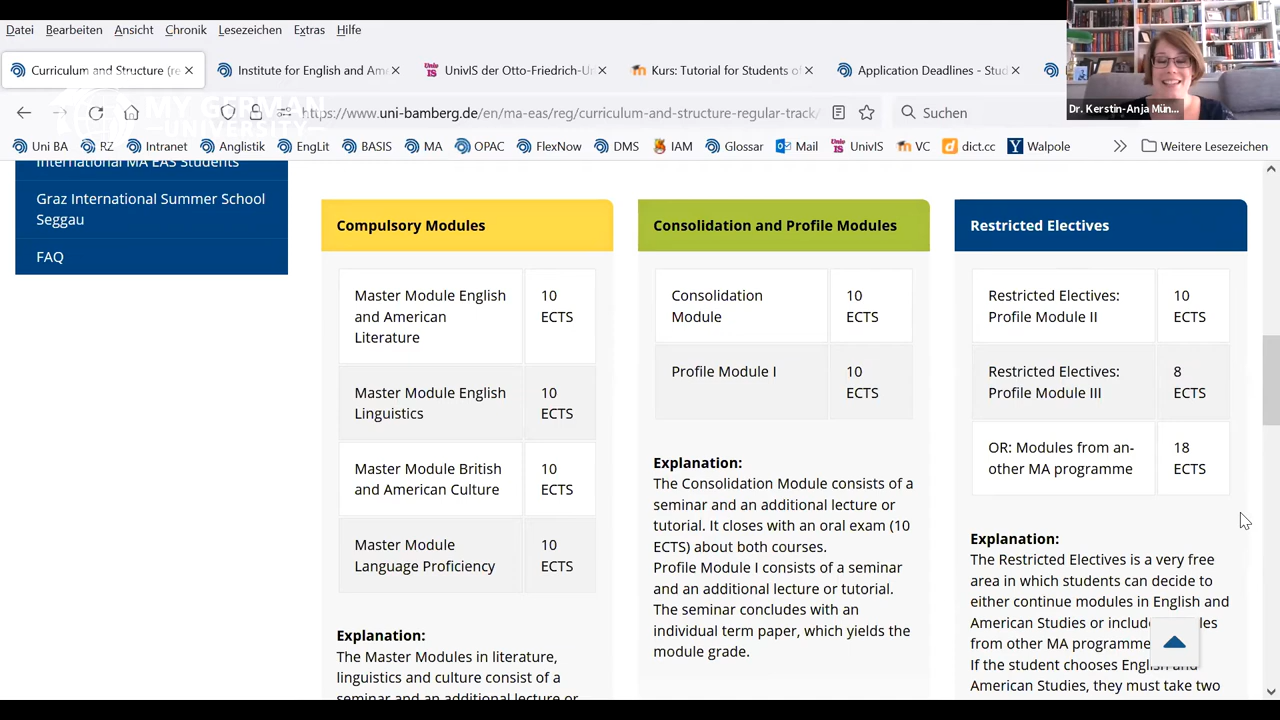 Datei Bearbeiten Ansicht Chronik Lesezeichen Extras Hilfe
Curriculum and Structure (re
Institute for English and Am
UnivIS der Otto-Friedrich-U
Kurs: Tutorial for Students of
Application Deadlines - Stud
Dr. Kerstin-Anja Mün...
MY GERMAN
UNIVERSITY
https://www.uni-bamberg.de/en/ma-eas/reg/curriculum-and-structure-regular-track/
Suchen
Uni BA RZ Intranet Anglistik EngLit BASIS MA OPAC FlexNow DMS IAM Glossar Mail UnivIS VC dict.cc Walpole Weitere Lesezeichen
International MA EAS Students
Graz International Summer School
Seggau
FAQ
Compulsory Modules
Master Module English
and American
Literature
10
ECTS
Master Module English
Linguistics
10
ECTS
Master Module British
and American Culture
10
ECTS
Master Module
Language Proficiency
10
ECTS
Explanation:
The Master Modules in literature,
linguistics and culture consist of a
seminar and an additional lecture or
Consolidation and Profile Modules
Consolidation
Module
10
ECTS
Profile Module I
10
ECTS
Explanation:
The Consolidation Module consists of a
seminar and an additional lecture or
tutorial. It closes with an oral exam (10
ECTS) about both courses.
Profile Module I consists of a seminar
and an additional lecture or tutorial.
The seminar concludes with an
individual term paper, which yields the
module grade.
Restricted Electives
Restricted Electives:
Profile Module II
10
ECTS
Restricted Electives:
Profile Module III
8
ECTS
OR: Modules from an-
other MA programme
18
ECTS
Explanation:
The Restricted Electives is a very free
area in which students can decide to
either continue modules in English and
American Studies or include
from other MA programme
If the student chooses English and
American Studies, they must take two